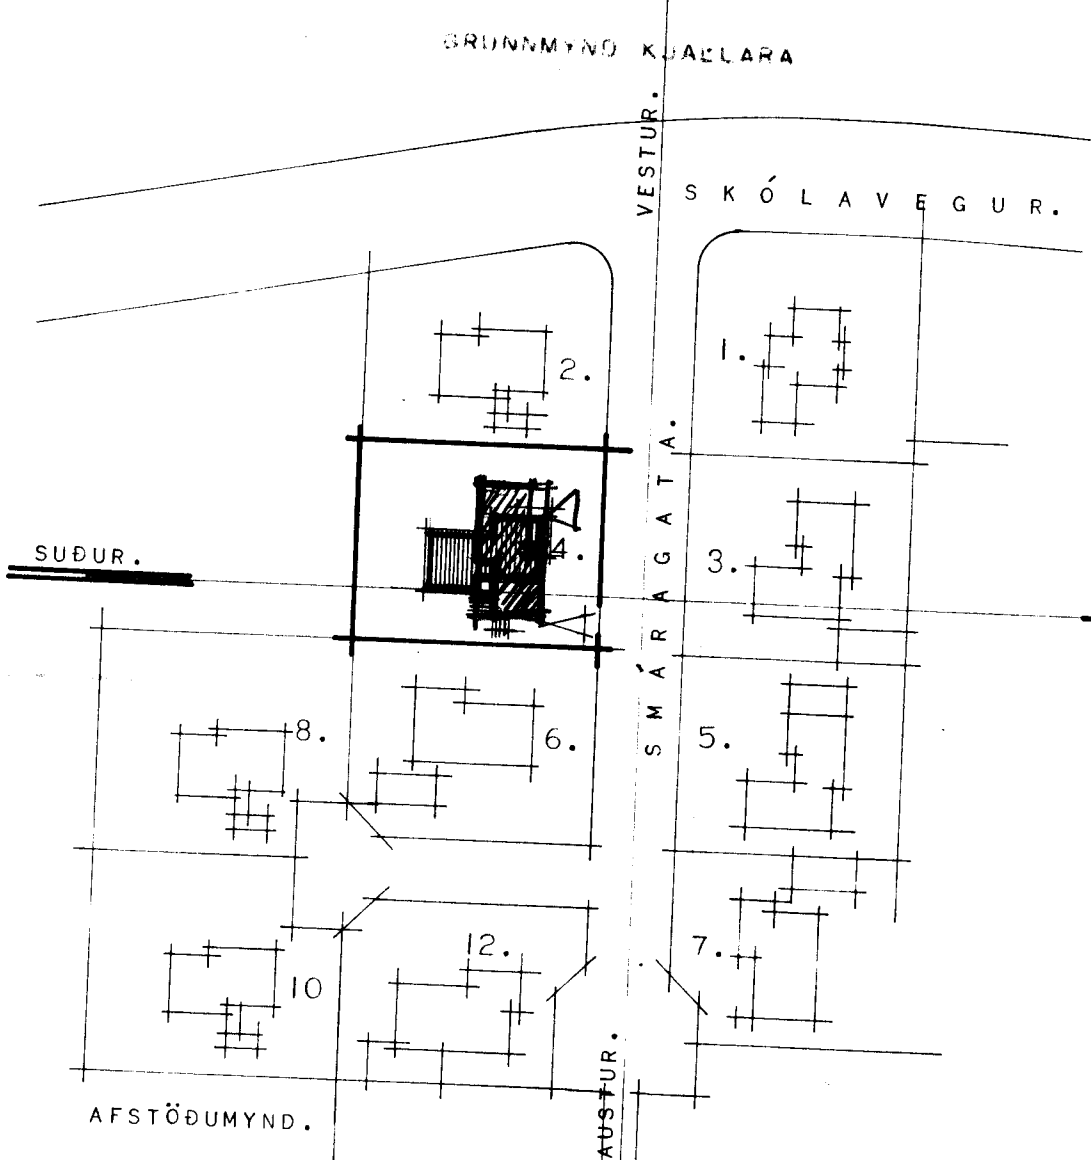 GRUNNMYND KJALLARA
VESTUR.
SKÓLAVEGUR.
2.
1.
SMÁRAGATA.
4.
SUÐUR.
3.
8.
6.
5.
12.
7.
10
AUSTUR.
AFSTÖÐUMYND.